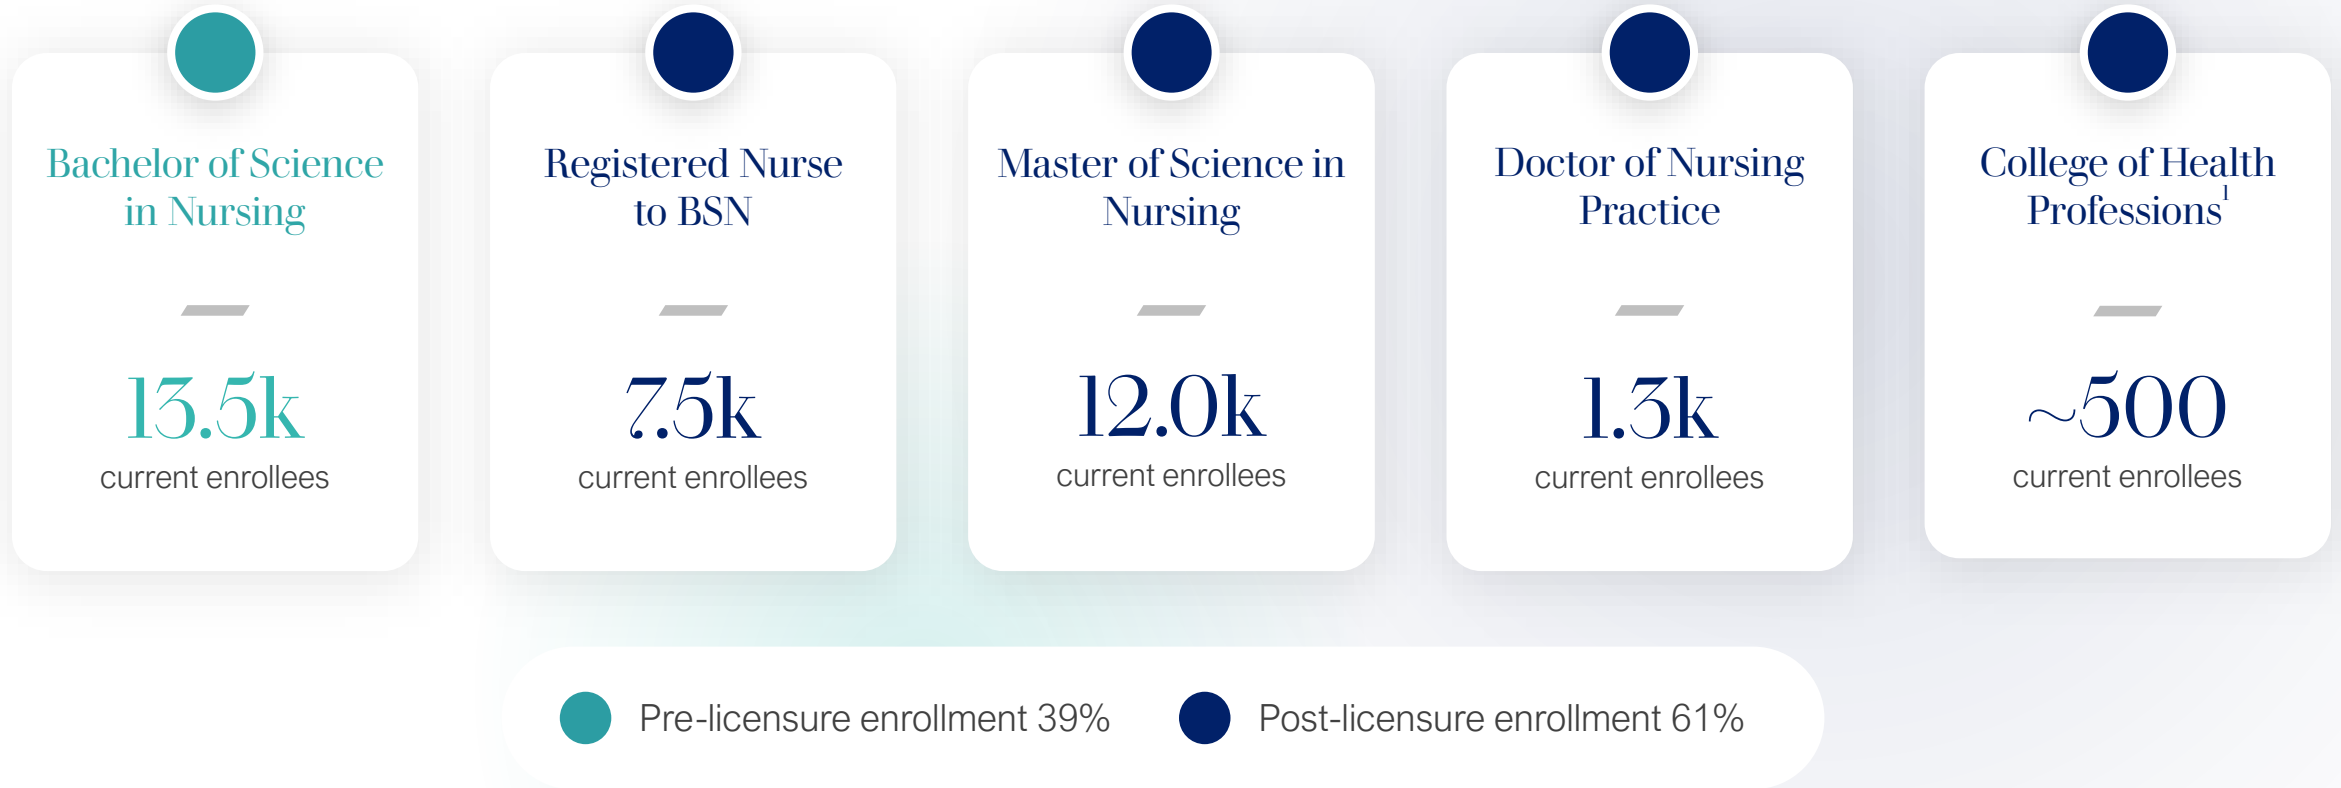 Bachelor of Science
in Nursing
13.5k
current enrollees
Registered Nurse
to BSN
7.5k
current enrollees
Master of Science in
Nursing
12.0k
current enrollees
Doctor of Nursing
Practice
1.3k
current enrollees
College of Health
Professions¹
~500
current enrollees
Pre-licensure enrollment 39%
Post-licensure enrollment 61%